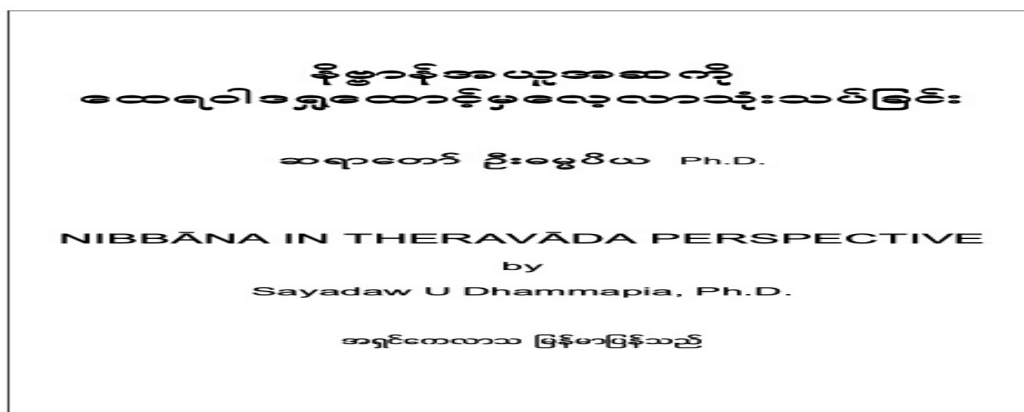 နိဗ္ဗာန်အယူအဆကို
ထေရဝါဒရှုထောင့်မှလေ့လာသုံးသပ်ခြင်း
ဆရာတော် ဦးဓမ္မပိယ Ph.D.
NIBBĀNA IN THERAVĀDA PERSPECTIVE
by
Sayadaw U Dhammapia, Ph.D.
အရှင်ကေလာသ မြန်မာပြန်သည်